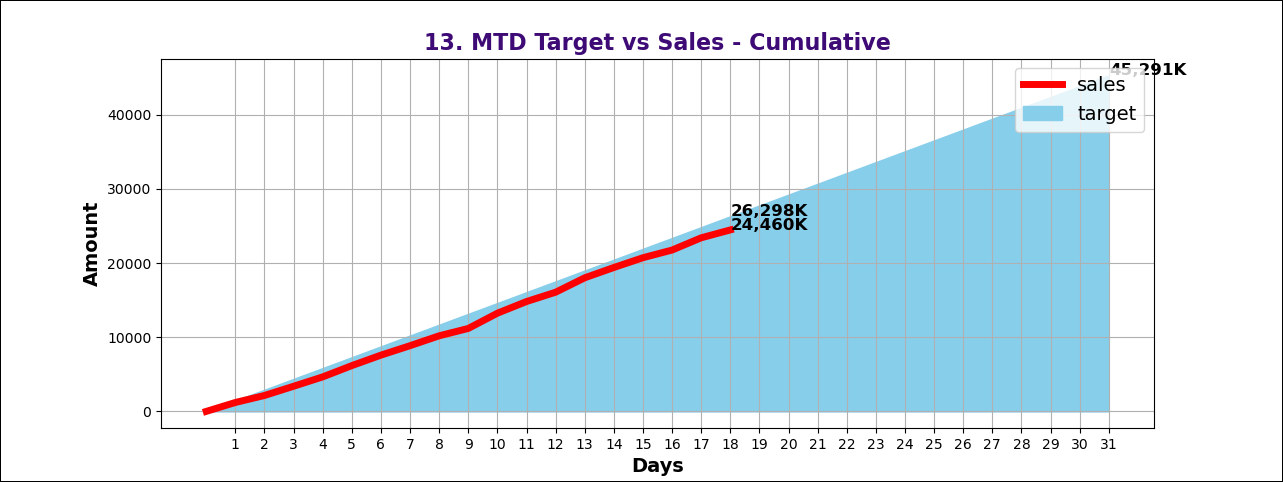 13. MTD Target vs Sales - Cumulative
45,291K
sales
target
40000
30000
20000
10000
0
Amount
26,298K
24,460K
1 2 3 4 5 6 7 8 9 10 11 12 13 14 15 16 17 18 19 20 21 22 23 24 25 26 27 28 29 30 31
Days